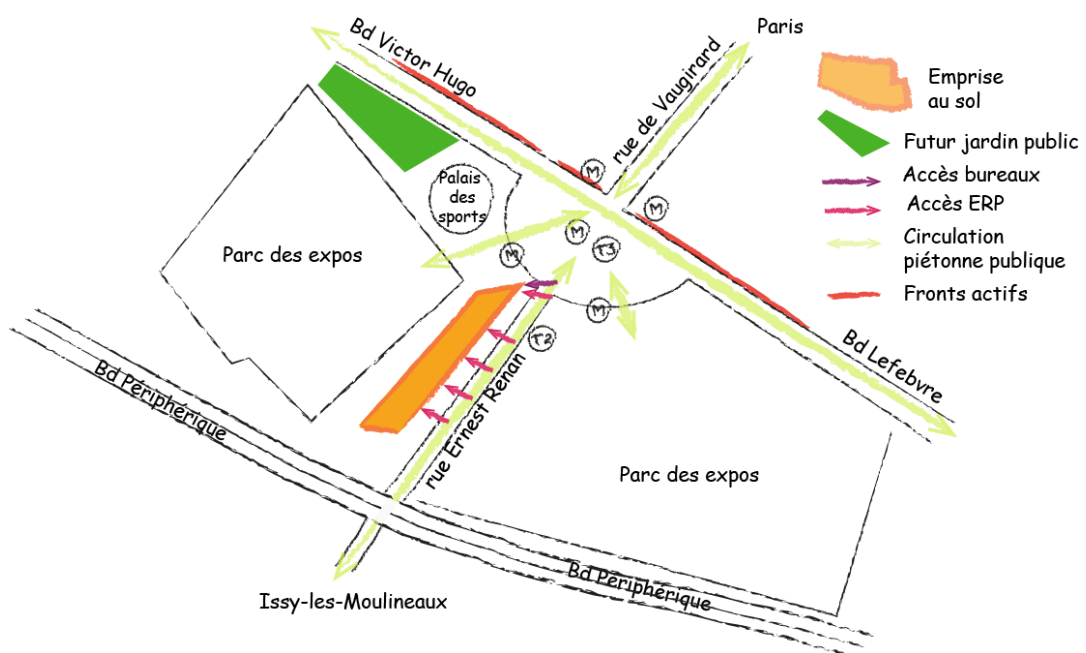 Bd Victor Hugo
Paris
rue de Vaugirard
Emprise
au sol
Futur jardin public
Accès bureaux
Accès ERP
Circulation
piétonne publique
Fronts actifs
M
M
Palais
des
sports
M
T3
M
Parc des expos
M
T2
Bd Lefebvre
Bd Périphérique
rue Ernest Renan
Parc des expos
Bd Périphérique
Issy-les-Moulineaux